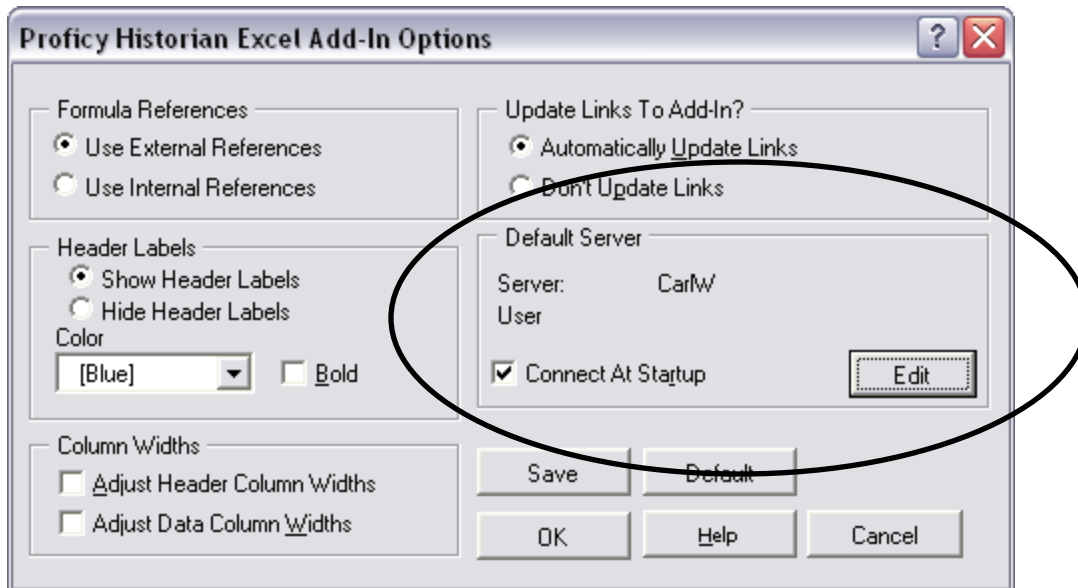 Proficy Historian Excel Add-In Options
Formula References
Use External References
Use Internal References
Update Links To Add-In?
Automatically Update Links
Don't Update Links
Header Labels
Show Header Labels
Hide Header Labels
Color
[Blue]
Bold
Default Server
Server: CarlW
User
Connect At Startup
Edit
Column Widths
Adjust Header Column Widths
Adjust Data Column Widths
Save Default
OK Help Cancel